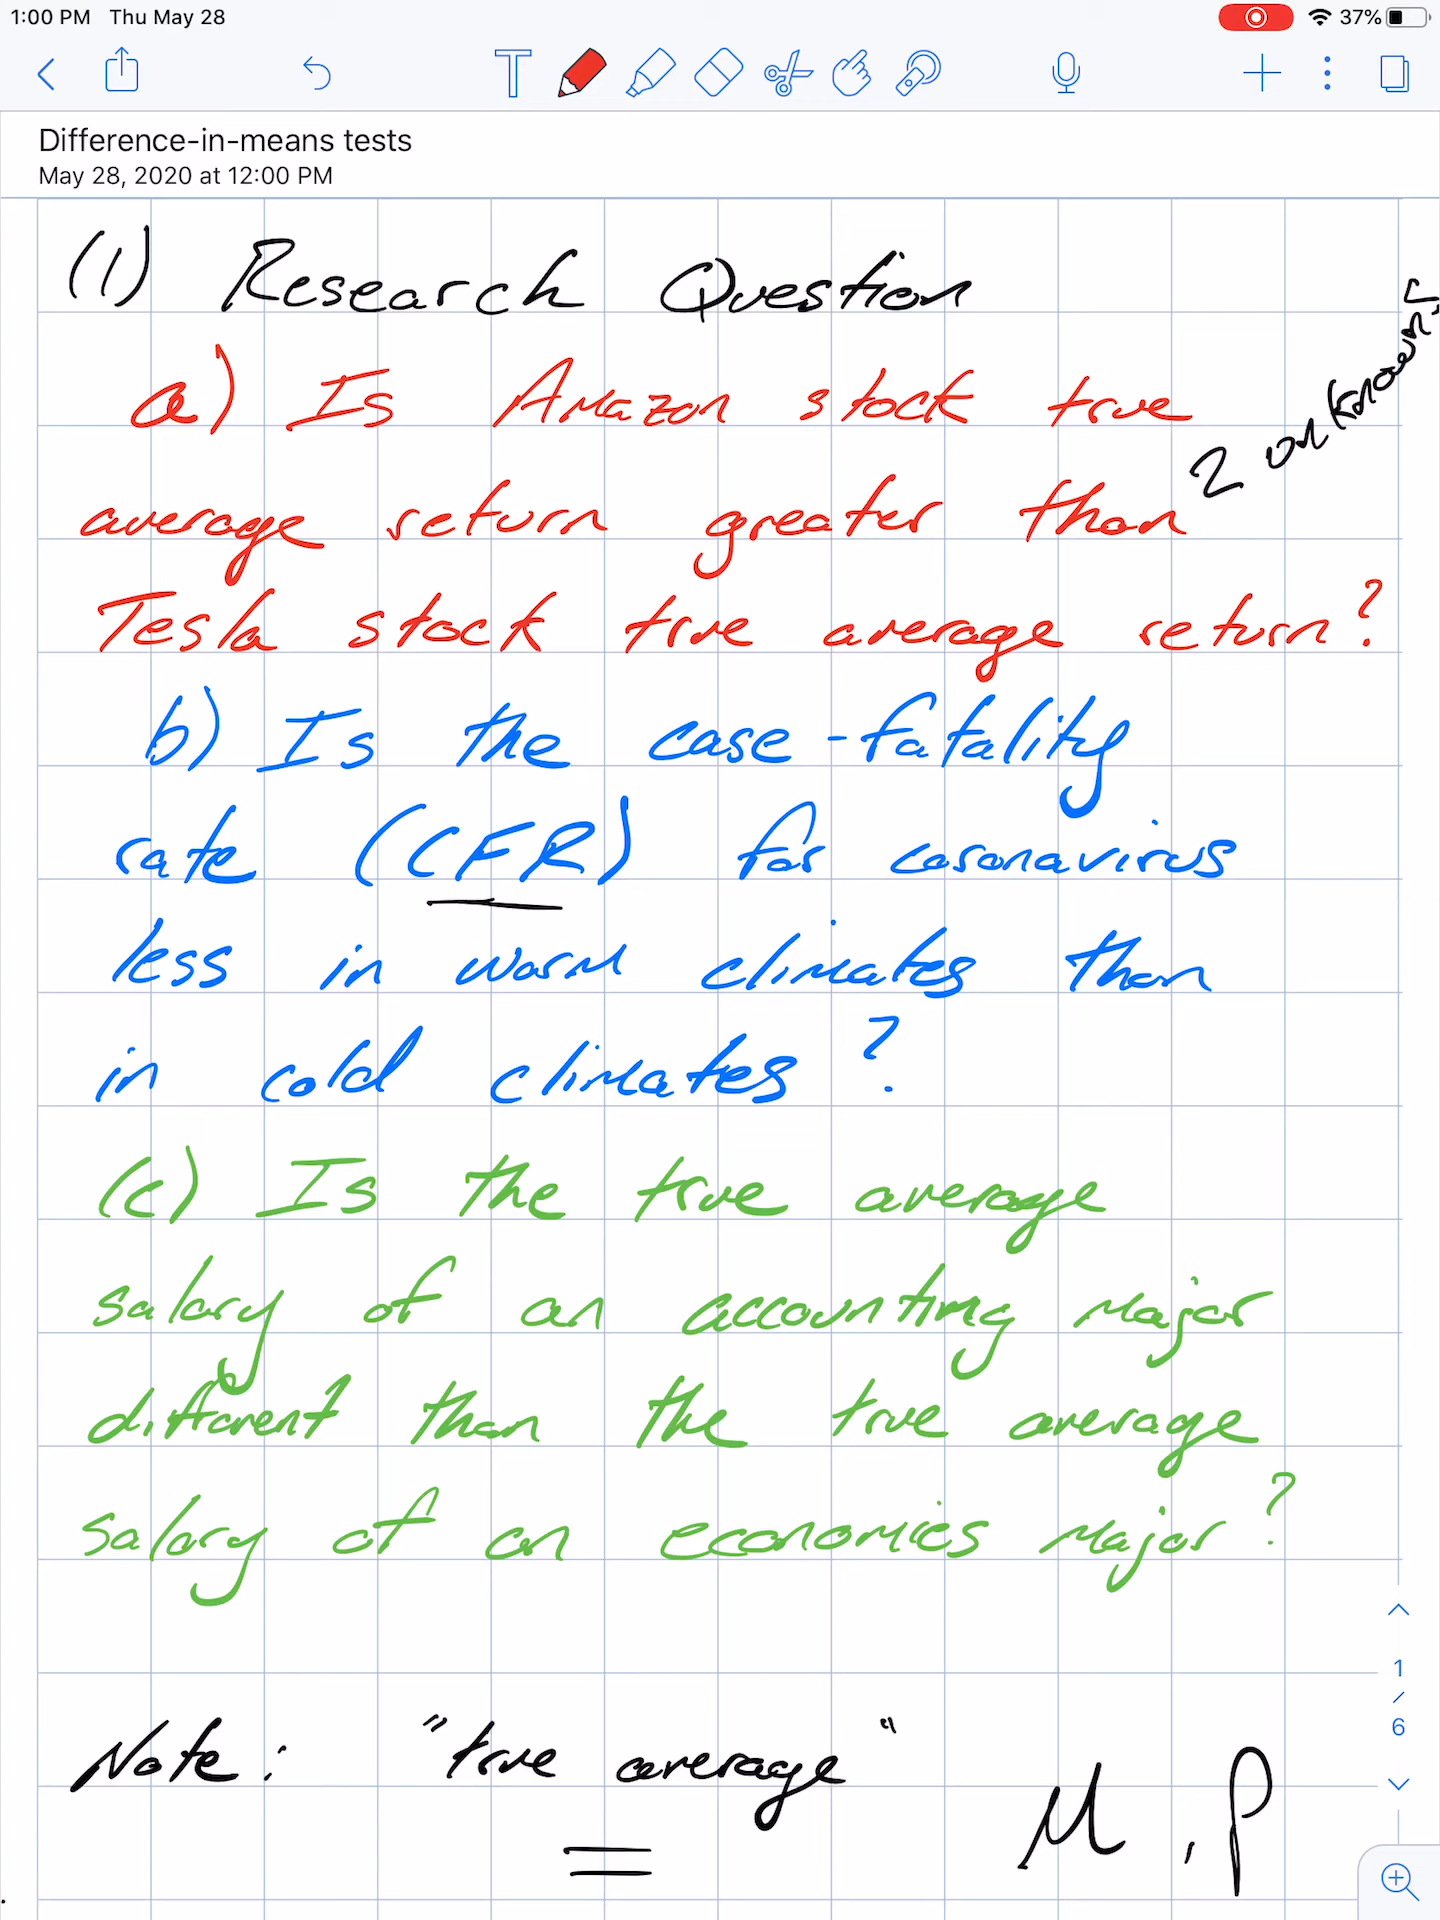 1:00 PM Thu May 28
37%
Difference-in-means tests
May 28, 2020 at 12:00 PM
(1) Research Question
a) Is Amazon stock true
2 unknowns
average return greater than
Tesla stock true average return?
b) Is the case-fatality
rate (CFR) for coronavirus
less in warm climates than
in cold climates?
(c) Is the true average
salary of an accounting major
different than the true average
salary of an economics major?
1
/
6
Note: "true average"
= M, P